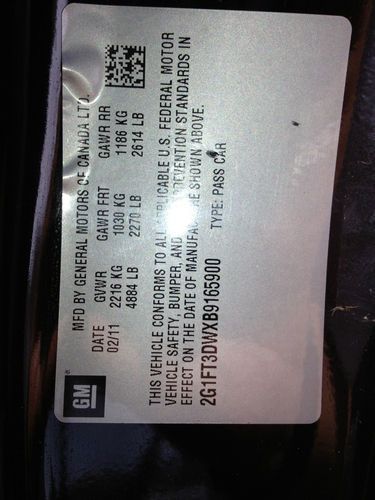 GM
MFD BY GENERAL MOTORS OF CANADA LTD.
DATE GVWR GAWR FRT GAWR RR
02/11 2216 KG 1030 KG 1186 KG
4884 LB 2270 LB 2614 LB
THIS VEHICLE CONFORMS TO ALL APPLICABLE U.S. FEDERAL MOTOR
VEHICLE SAFETY, BUMPER, AND PREVENTION STANDARDS IN
EFFECT ON THE DATE OF MANUFACTURE SHOWN ABOVE.
2G1FT3DWXB9165900 TYPE: PASS CAR